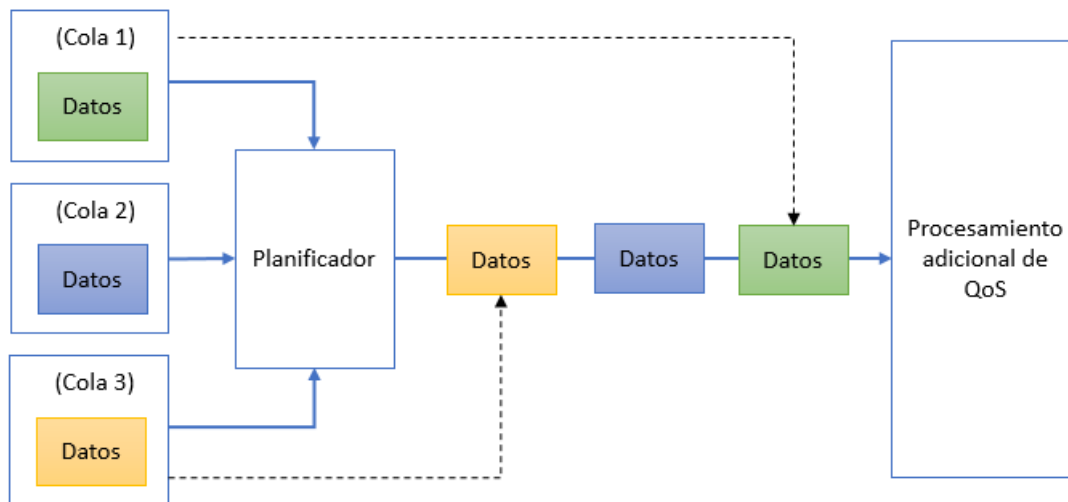 (Cola 1)
Datos
(Cola 2)
Datos
(Cola 3)
Datos
Planificador
Datos
Datos
Datos
Procesamiento
adicional de
QoS